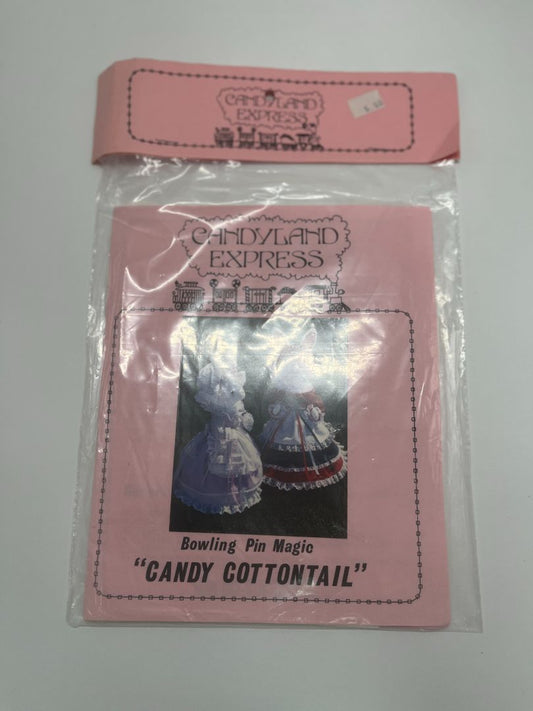 CANDYLAND
EXPRESS
CANDYLAND
EXPRESS
Bowling Pin Magic
"CANDY COTTONTAIL"